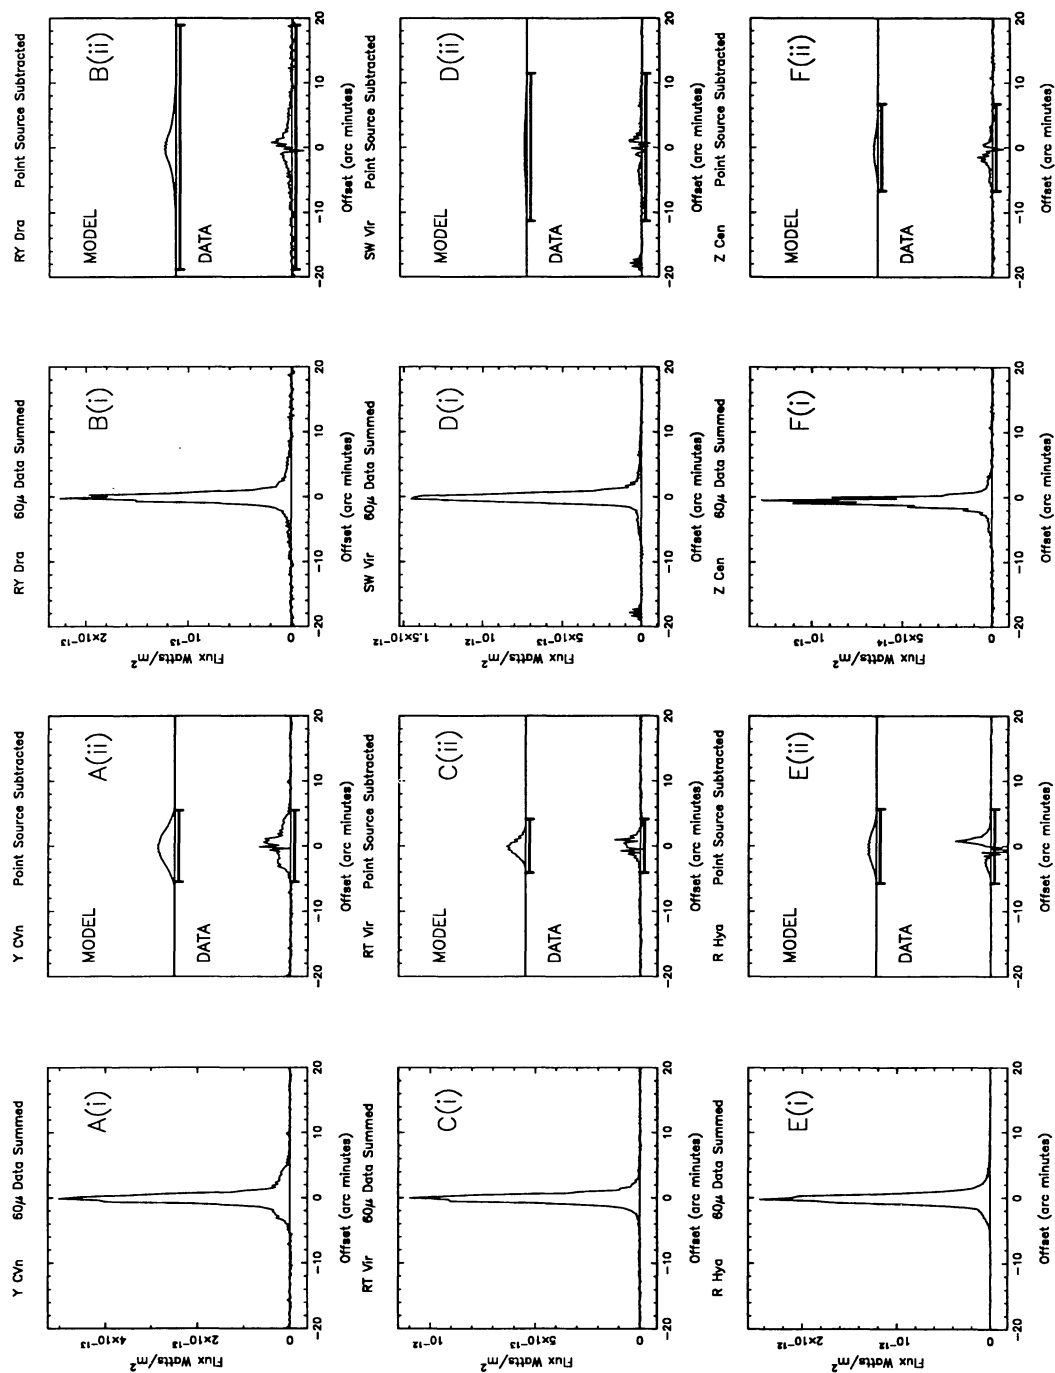 Y CVn 60μ Data Summed
A(i)
Flux Watts/m²
4×10⁻¹³
2×10⁻¹³
0
-20 -10 0 10 20
Offset (arc minutes)
Y CVn Point Source Subtracted
A(ii)
MODEL
DATA
-20 -10 0 10 20
Offset (arc minutes)
RY Dra 60μ Data Summed
B(i)
Flux Watts/m²
2×10⁻¹³
10⁻¹³
0
-20 -10 0 10 20
Offset (arc minutes)
RY Dra Point Source Subtracted
B(ii)
MODEL
DATA
-20 -10 0 10 20
Offset (arc minutes)
RT Vir 60μ Data Summed
C(i)
Flux Watts/m²
10⁻¹²
5×10⁻¹³
0
-20 -10 0 10 20
Offset (arc minutes)
RT Vir Point Source Subtracted
C(ii)
MODEL
DATA
-20 -10 0 10 20
Offset (arc minutes)
SW Vir 60μ Data Summed
D(i)
Flux Watts/m²
1.5×10⁻¹²
10⁻¹²
5×10⁻¹³
0
-20 -10 0 10 20
Offset (arc minutes)
SW Vir Point Source Subtracted
D(ii)
MODEL
DATA
-20 -10 0 10 20
Offset (arc minutes)
R Hya 60μ Data Summed
E(i)
Flux Watts/m²
2×10⁻¹²
10⁻¹²
0
-20 -10 0 10 20
Offset (arc minutes)
R Hya Point Source Subtracted
E(ii)
MODEL
DATA
-20 -10 0 10 20
Offset (arc minutes)
Z Cen 60μ Data Summed
F(i)
Flux Watts/m²
10⁻¹³
5×10⁻¹⁴
0
-20 -10 0 10 20
Offset (arc minutes)
Z Cen Point Source Subtracted
F(ii)
MODEL
DATA
-20 -10 0 10 20
Offset (arc minutes)